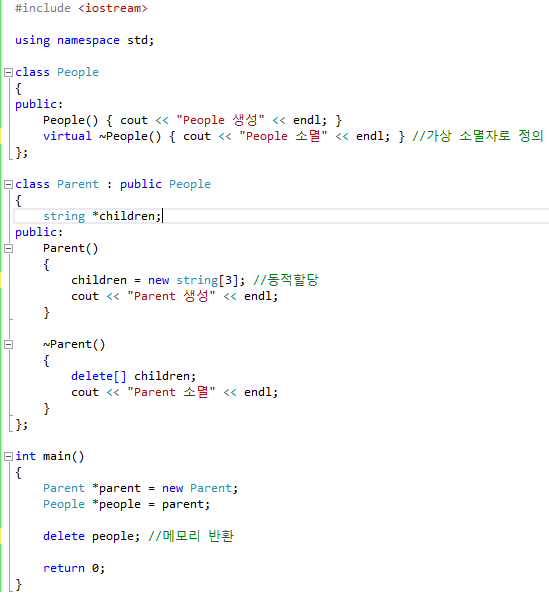 #include <iostream>
using namespace std;
class People
{
public:
People() { cout << "People 생성" << endl; }
virtual ~People() { cout << "People 소멸" << endl; } //가상 소멸자로 정의
};
class Parent : public People
{
string *children;
public:
Parent()
{
children = new string[3]; //동적할당
cout << "Parent 생성" << endl;
}
~Parent()
{
delete[] children;
cout << "Parent 소멸" << endl;
}
};
int main()
{
Parent *parent = new Parent;
People *people = parent;
delete people; //메모리 반환
return 0;
}